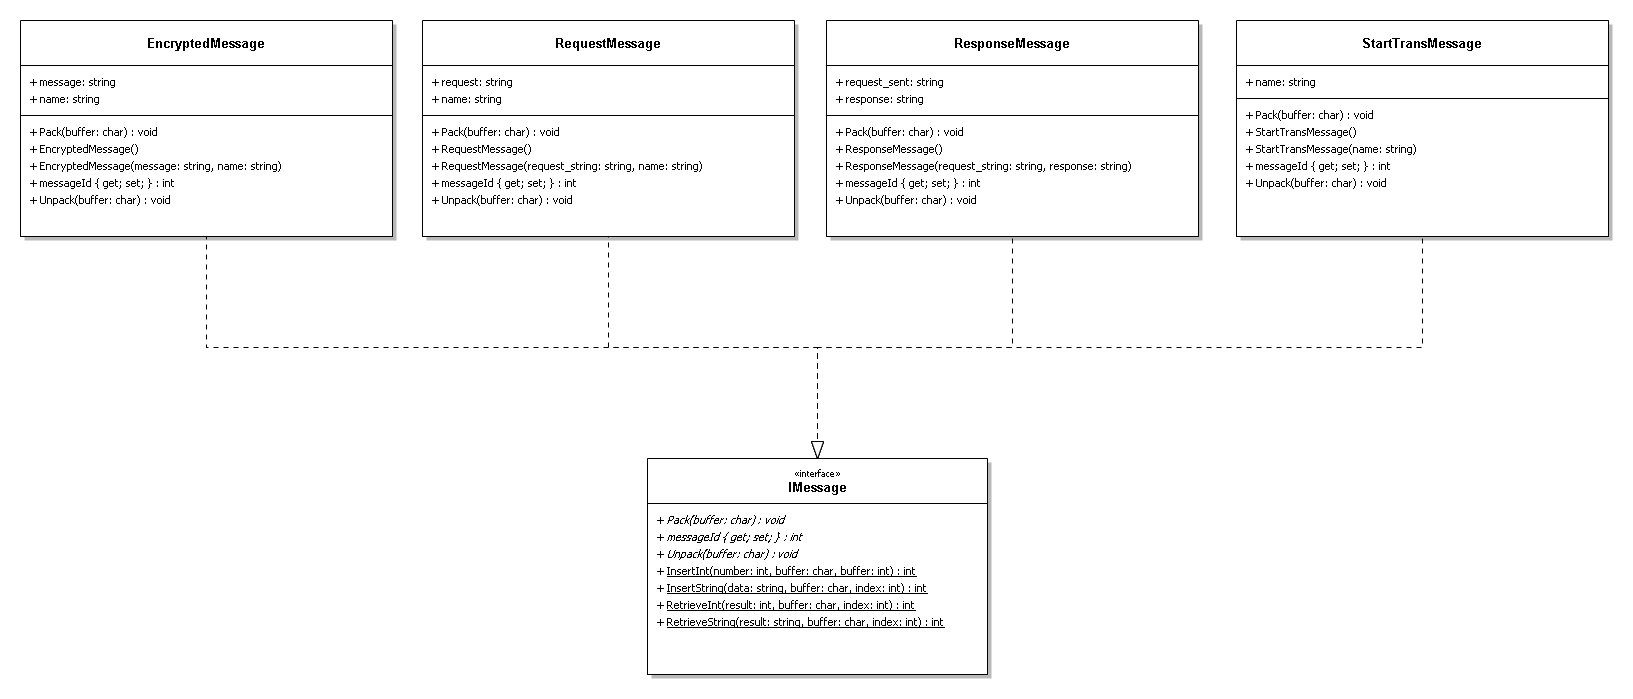 EncryptedMessage
+ message: string
+ name: string
+ Pack(buffer: char) : void
+ EncryptedMessage()
+ EncryptedMessage(message: string, name: string)
+ messageId { get; set; } : int
+ Unpack(buffer: char) : void
RequestMessage
+ request: string
+ name: string
+ Pack(buffer: char) : void
+ RequestMessage()
+ RequestMessage(request_string: string, name: string)
+ messageId { get; set; } : int
+ Unpack(buffer: char) : void
ResponseMessage
+ request_sent: string
+ response: string
+ Pack(buffer: char) : void
+ ResponseMessage()
+ ResponseMessage(request_string: string, response: string)
+ messageId { get; set; } : int
+ Unpack(buffer: char) : void
StartTransMessage
+ name: string
+ Pack(buffer: char) : void
+ StartTransMessage()
+ StartTransMessage(name: string)
+ messageId { get; set; } : int
+ Unpack(buffer: char) : void
«interface»
IMessage
+ Pack(buffer: char) : void
+ messageId { get; set; } : int
+ Unpack(buffer: char) : void
+ InsertInt(number: int, buffer: char, buffer: int) : int
+ InsertString(data: string, buffer: char, index: int) : int
+ RetrieveInt(result: int, buffer: char, index: int) : int
+ RetrieveString(result: string, buffer: char, index: int) : int